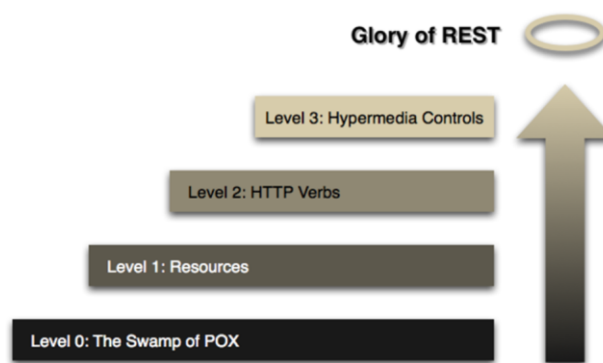 Glory of REST
Level 3: Hypermedia Controls
Level 2: HTTP Verbs
Level 1: Resources
Level 0: The Swamp of POX